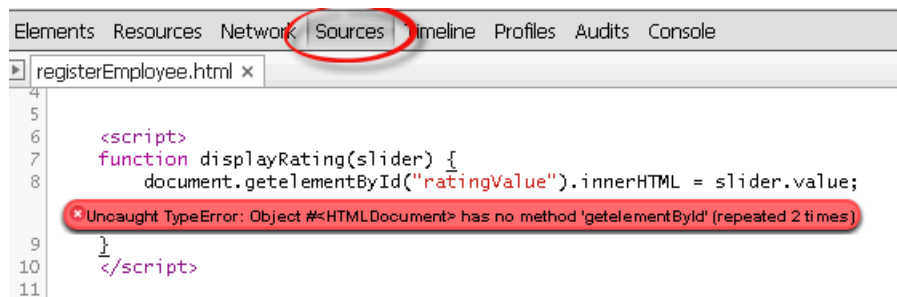 Elements Resources Network Sources Timeline Profiles Audits Console
registerEmployee.html ×
4
5
6 <script>
7 function displayRating(slider) {
8 document.getelementById("ratingValue").innerHTML = slider.value;
Uncaught TypeError: Object #<HTMLDocument> has no method 'getelementById' (repeated 2 times)
9 }
10 </script>
11